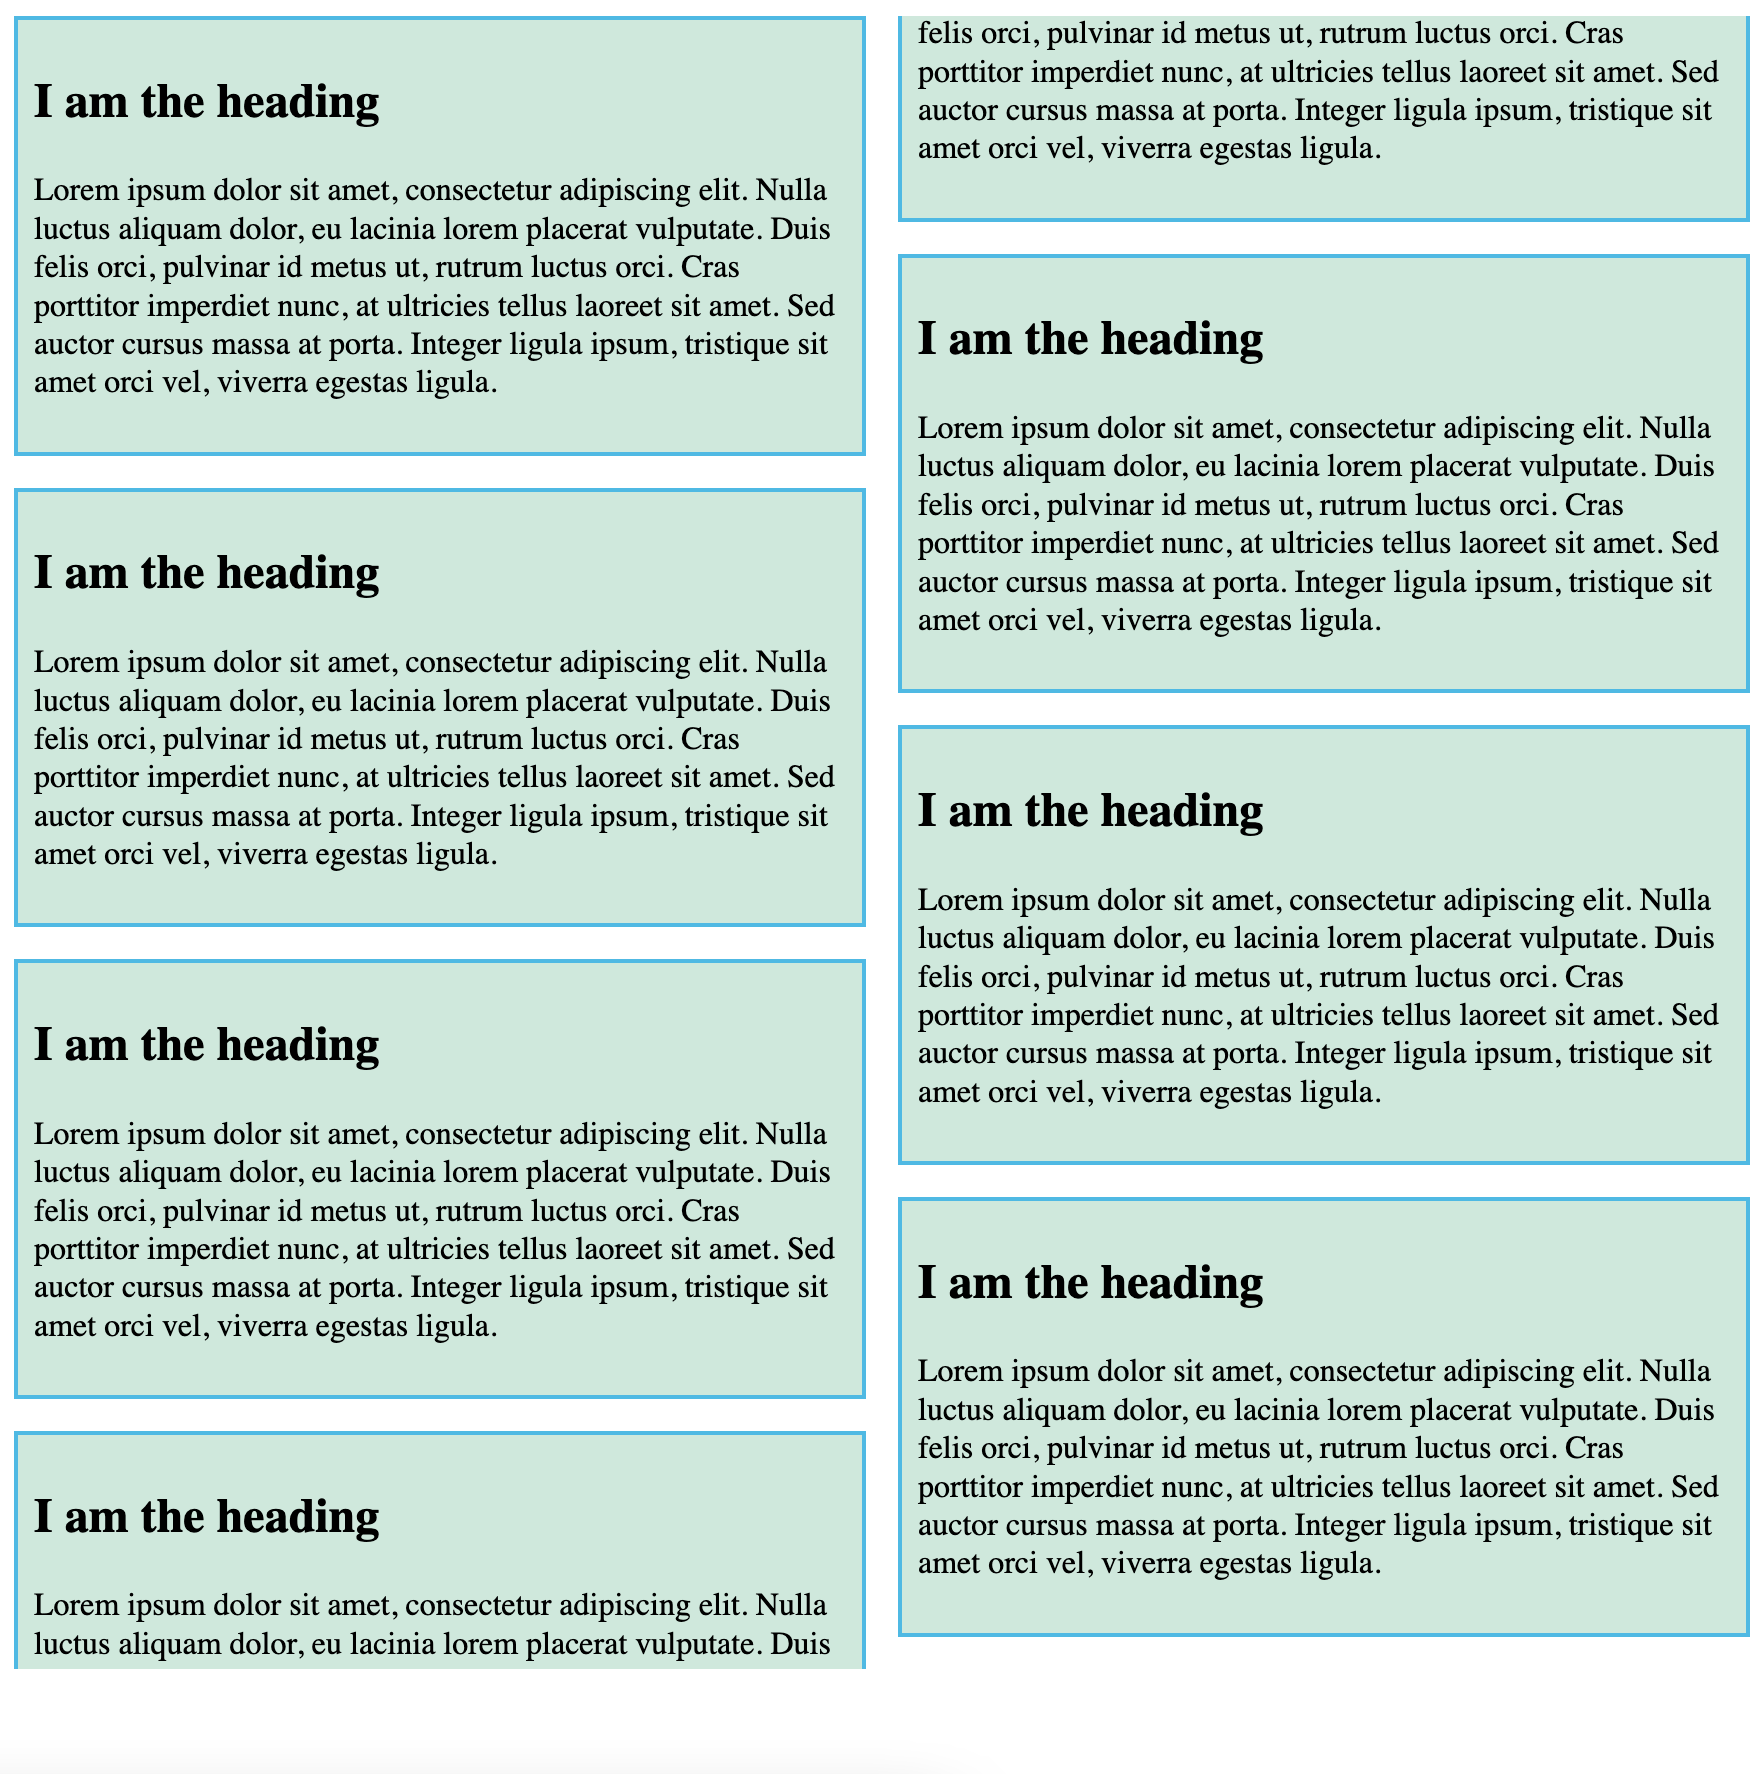 I am the heading
Lorem ipsum dolor sit amet, consectetur adipiscing elit. Nulla
luctus aliquam dolor, eu lacinia lorem placerat vulputate. Duis
felis orci, pulvinar id metus ut, rutrum luctus orci. Cras
porttitor imperdiet nunc, at ultricies tellus laoreet sit amet. Sed
auctor cursus massa at porta. Integer ligula ipsum, tristique sit
amet orci vel, viverra egestas ligula.
I am the heading
Lorem ipsum dolor sit amet, consectetur adipiscing elit. Nulla
luctus aliquam dolor, eu lacinia lorem placerat vulputate. Duis
felis orci, pulvinar id metus ut, rutrum luctus orci. Cras
porttitor imperdiet nunc, at ultricies tellus laoreet sit amet. Sed
auctor cursus massa at porta. Integer ligula ipsum, tristique sit
amet orci vel, viverra egestas ligula.
I am the heading
Lorem ipsum dolor sit amet, consectetur adipiscing elit. Nulla
luctus aliquam dolor, eu lacinia lorem placerat vulputate. Duis
felis orci, pulvinar id metus ut, rutrum luctus orci. Cras
porttitor imperdiet nunc, at ultricies tellus laoreet sit amet. Sed
auctor cursus massa at porta. Integer ligula ipsum, tristique sit
amet orci vel, viverra egestas ligula.
I am the heading
Lorem ipsum dolor sit amet, consectetur adipiscing elit. Nulla
luctus aliquam dolor, eu lacinia lorem placerat vulputate. Duis
felis orci, pulvinar id metus ut, rutrum luctus orci. Cras
porttitor imperdiet nunc, at ultricies tellus laoreet sit amet. Sed
auctor cursus massa at porta. Integer ligula ipsum, tristique sit
amet orci vel, viverra egestas ligula.
I am the heading
Lorem ipsum dolor sit amet, consectetur adipiscing elit. Nulla
luctus aliquam dolor, eu lacinia lorem placerat vulputate. Duis
felis orci, pulvinar id metus ut, rutrum luctus orci. Cras
porttitor imperdiet nunc, at ultricies tellus laoreet sit amet. Sed
auctor cursus massa at porta. Integer ligula ipsum, tristique sit
amet orci vel, viverra egestas ligula.
I am the heading
Lorem ipsum dolor sit amet, consectetur adipiscing elit. Nulla
luctus aliquam dolor, eu lacinia lorem placerat vulputate. Duis
felis orci, pulvinar id metus ut, rutrum luctus orci. Cras
porttitor imperdiet nunc, at ultricies tellus laoreet sit amet. Sed
auctor cursus massa at porta. Integer ligula ipsum, tristique sit
amet orci vel, viverra egestas ligula.
I am the heading
Lorem ipsum dolor sit amet, consectetur adipiscing elit. Nulla
luctus aliquam dolor, eu lacinia lorem placerat vulputate. Duis
felis orci, pulvinar id metus ut, rutrum luctus orci. Cras
porttitor imperdiet nunc, at ultricies tellus laoreet sit amet. Sed
auctor cursus massa at porta. Integer ligula ipsum, tristique sit
amet orci vel, viverra egestas ligula.